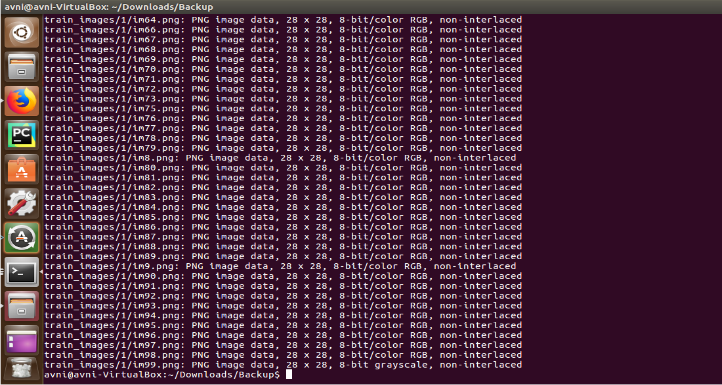 avni@avni-VirtualBox: ~/Downloads/Backup
train_images/1/im64.png: PNG image data, 28 x 28, 8-bit/color RGB, non-interlaced
train_images/1/im66.png: PNG image data, 28 x 28, 8-bit/color RGB, non-interlaced
train_images/1/im67.png: PNG image data, 28 x 28, 8-bit/color RGB, non-interlaced
train_images/1/im68.png: PNG image data, 28 x 28, 8-bit/color RGB, non-interlaced
train_images/1/im69.png: PNG image data, 28 x 28, 8-bit/color RGB, non-interlaced
train_images/1/im70.png: PNG image data, 28 x 28, 8-bit/color RGB, non-interlaced
train_images/1/im71.png: PNG image data, 28 x 28, 8-bit/color RGB, non-interlaced
train_images/1/im72.png: PNG image data, 28 x 28, 8-bit/color RGB, non-interlaced
train_images/1/im73.png: PNG image data, 28 x 28, 8-bit/color RGB, non-interlaced
train_images/1/im75.png: PNG image data, 28 x 28, 8-bit/color RGB, non-interlaced
train_images/1/im76.png: PNG image data, 28 x 28, 8-bit/color RGB, non-interlaced
train_images/1/im77.png: PNG image data, 28 x 28, 8-bit/color RGB, non-interlaced
train_images/1/im78.png: PNG image data, 28 x 28, 8-bit/color RGB, non-interlaced
train_images/1/im79.png: PNG image data, 28 x 28, 8-bit/color RGB, non-interlaced
train_images/1/im8.png: PNG image data, 28 x 28, 8-bit/color RGB, non-interlaced
train_images/1/im80.png: PNG image data, 28 x 28, 8-bit/color RGB, non-interlaced
train_images/1/im81.png: PNG image data, 28 x 28, 8-bit/color RGB, non-interlaced
train_images/1/im82.png: PNG image data, 28 x 28, 8-bit/color RGB, non-interlaced
train_images/1/im83.png: PNG image data, 28 x 28, 8-bit/color RGB, non-interlaced
train_images/1/im84.png: PNG image data, 28 x 28, 8-bit/color RGB, non-interlaced
train_images/1/im85.png: PNG image data, 28 x 28, 8-bit/color RGB, non-interlaced
train_images/1/im86.png: PNG image data, 28 x 28, 8-bit/color RGB, non-interlaced
train_images/1/im87.png: PNG image data, 28 x 28, 8-bit/color RGB, non-interlaced
train_images/1/im88.png: PNG image data, 28 x 28, 8-bit/color RGB, non-interlaced
train_images/1/im89.png: PNG image data, 28 x 28, 8-bit/color RGB, non-interlaced
train_images/1/im9.png: PNG image data, 28 x 28, 8-bit/color RGB, non-interlaced
train_images/1/im90.png: PNG image data, 28 x 28, 8-bit/color RGB, non-interlaced
train_images/1/im91.png: PNG image data, 28 x 28, 8-bit/color RGB, non-interlaced
train_images/1/im92.png: PNG image data, 28 x 28, 8-bit/color RGB, non-interlaced
train_images/1/im93.png: PNG image data, 28 x 28, 8-bit/color RGB, non-interlaced
train_images/1/im94.png: PNG image data, 28 x 28, 8-bit/color RGB, non-interlaced
train_images/1/im95.png: PNG image data, 28 x 28, 8-bit/color RGB, non-interlaced
train_images/1/im96.png: PNG image data, 28 x 28, 8-bit/color RGB, non-interlaced
train_images/1/im97.png: PNG image data, 28 x 28, 8-bit/color RGB, non-interlaced
train_images/1/im98.png: PNG image data, 28 x 28, 8-bit/color RGB, non-interlaced
train_images/1/im99.png: PNG image data, 28 x 28, 8-bit grayscale, non-interlaced
avni@avni-VirtualBox:~/Downloads/Backup$
PC